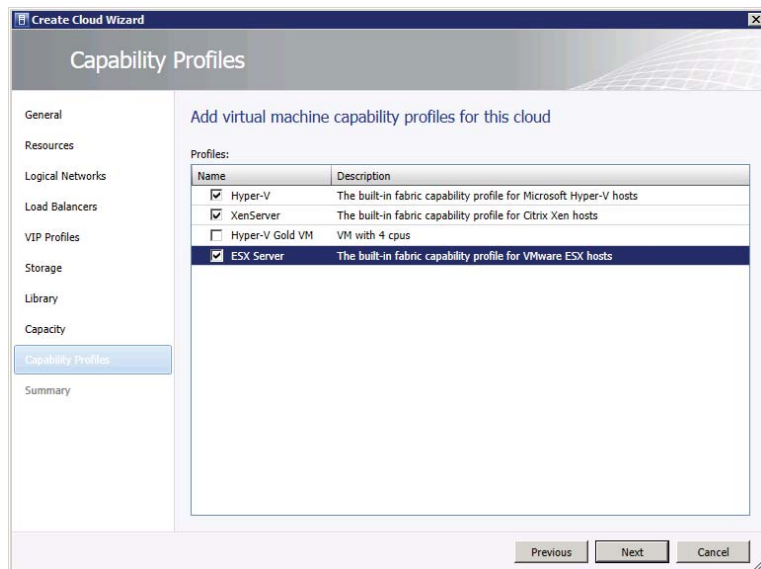 Create Cloud Wizard
Capability Profiles
General
Resources
Logical Networks
Load Balancers
VIP Profiles
Storage
Library
Capacity
Capability Profiles
Summary
Add virtual machine capability profiles for this cloud
Profiles:
Name Description
Hyper-V The built-in fabric capability profile for Microsoft Hyper-V hosts
XenServer The built-in fabric capability profile for Citrix Xen hosts
Hyper-V Gold VM VM with 4 cpus
ESX Server The built-in fabric capability profile for VMware ESX hosts
Previous Next Cancel